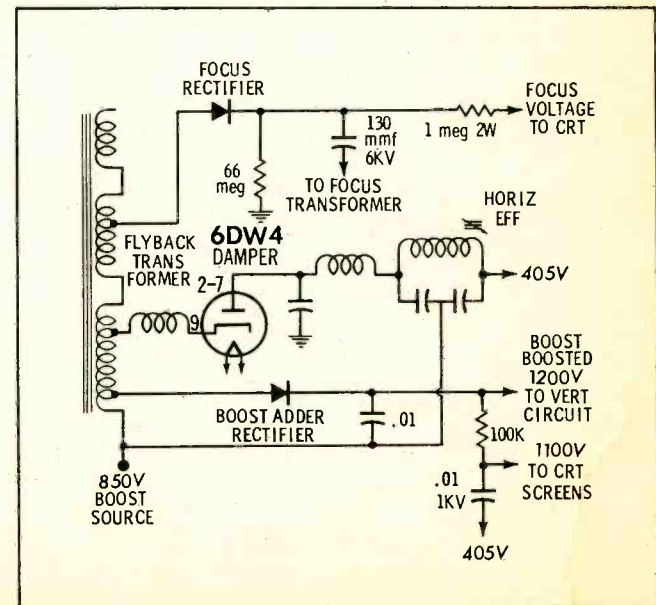 FOCUS
RECTIFIER
FOCUS
VOLTAGE
TO CRT
130
mmf
6KV
1 meg 2W
66
meg
TO FOCUS
TRANSFORMER
HORIZ
EFF
FLYBACK
TRANS
FORMER
6DW4
DAMPER
2-7
9
405V
BOOST
BOOSTED
1200V
TO VERT
CIRCUIT
BOOST ADDER
RECTIFIER
.01
100K
1100V
TO CRT
SCREENS
.01
1KV
850V
BOOST
SOURCE
405V